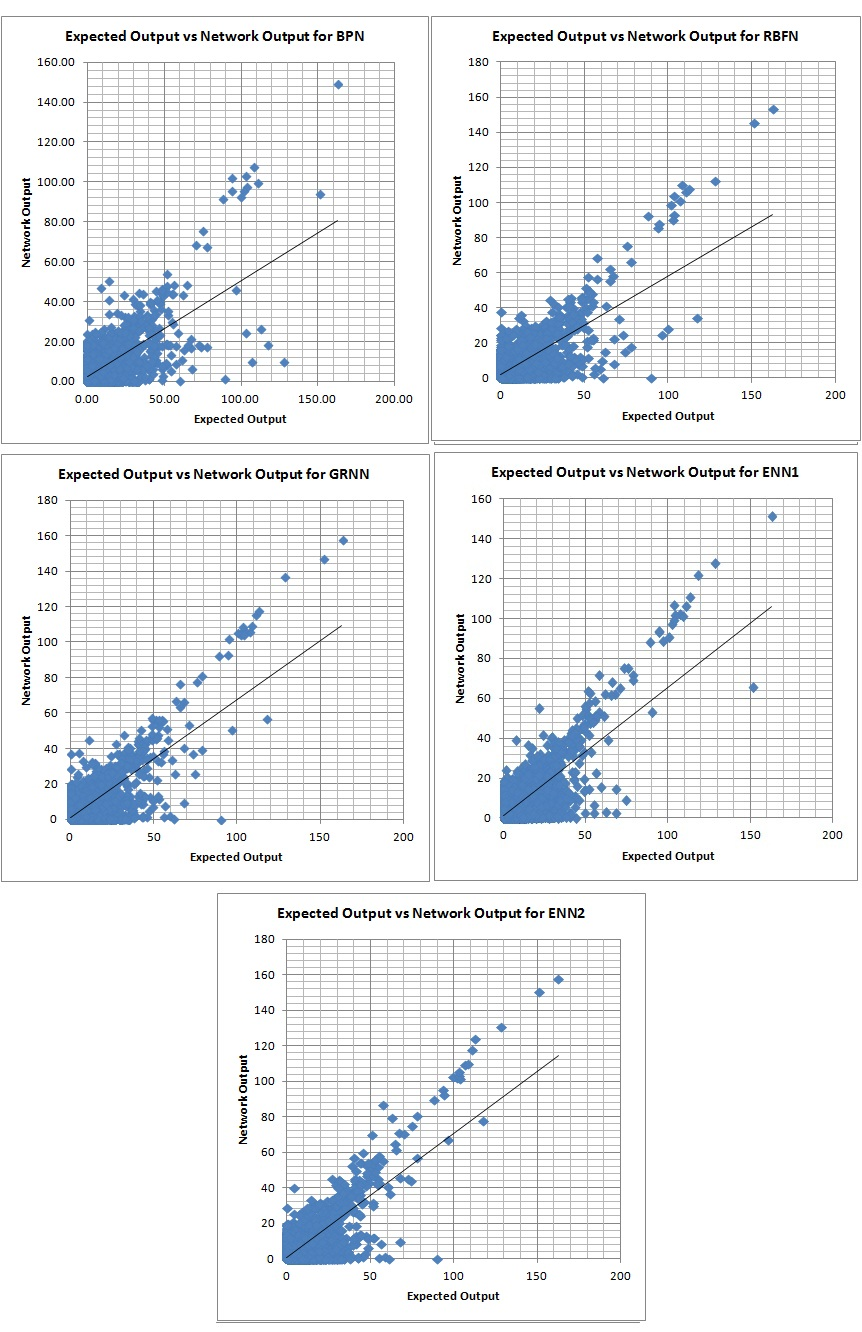 Expected Output vs Network Output for BPN
160.00
140.00
120.00
100.00
80.00
60.00
40.00
20.00
0.00
Network Output
0.00 50.00 100.00 150.00 200.00
Expected Output
Expected Output vs Network Output for RBFN
180
160
140
120
100
80
60
40
20
0
Network Output
0 50 100 150 200
Expected Output
Expected Output vs Network Output for GRNN
180
160
140
120
100
80
60
40
20
0
Network Output
0 50 100 150 200
Expected Output
Expected Output vs Network Output for ENN1
160
140
120
100
80
60
40
20
0
Network Output
0 50 100 150 200
Expected Output
Expected Output vs Network Output for ENN2
180
160
140
120
100
80
60
40
20
0
Network Output
0 50 100 150 200
Expected Output